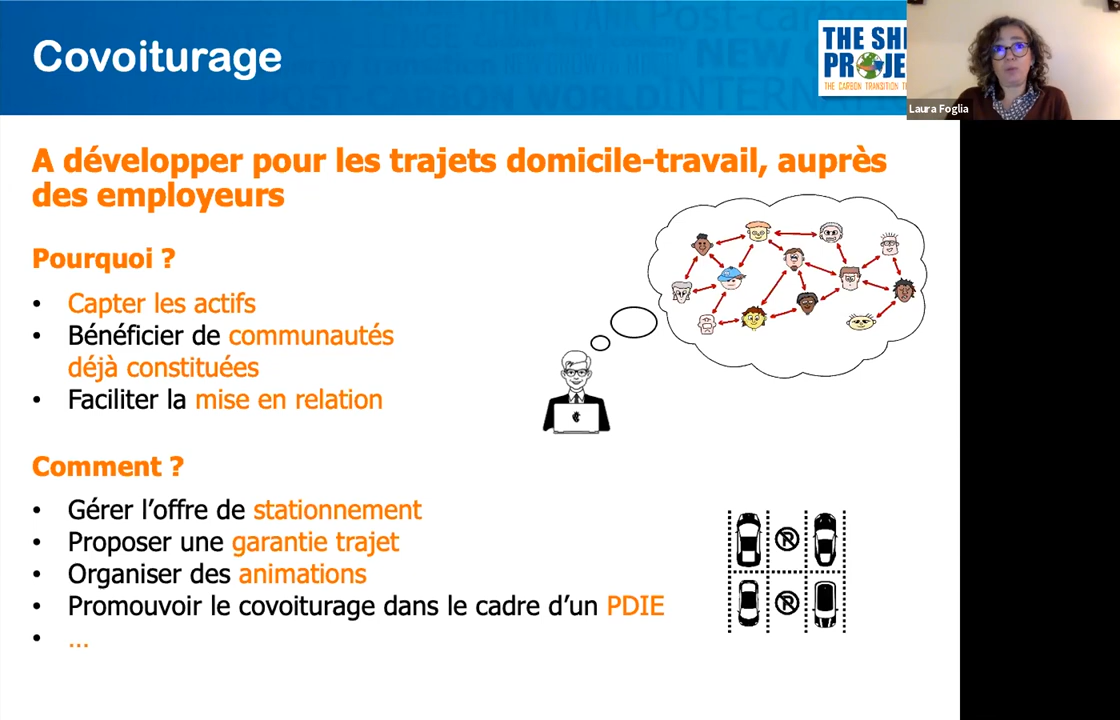 Covoiturage
THE SHI
PROJE
THE CARBON TRANSITION T
Laura Foglia
A développer pour les trajets domicile-travail, auprès
des employeurs
Pourquoi ?
• Capter les actifs
• Bénéficier de communautés
déjà constituées
• Faciliter la mise en relation
Comment ?
• Gérer l’offre de stationnement
• Proposer une garantie trajet
• Organiser des animations
• Promouvoir le covoiturage dans le cadre d’un PDIE
• ...